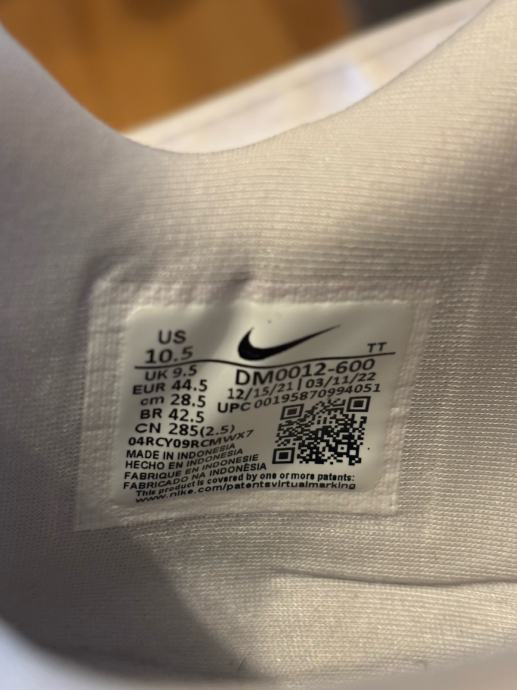 US
10.5
TT
UK 9.5
EUR 44.5
cm 28.5
BR 42.5
CN 285(2.5)
DM0012-600
12/15/21 | 03/11/22
UPC 00195870994051
04RCY09RCMWX7
MADE IN INDONESIA
HECHO EN INDONESIA
FABRIQUE EN INDONESIE
FABRICADO NA INDONÉSIA
This product is covered by one or more patents:
www.nike.com/patentsvirtualmarking